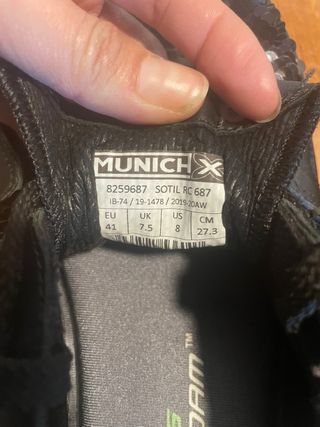 MUNICH X
8259687 SOTIL RC 687
IB-74 / 19-1478 / 2019-20AW
EU UK US CM
41 7.5 8 27.3
OAM™